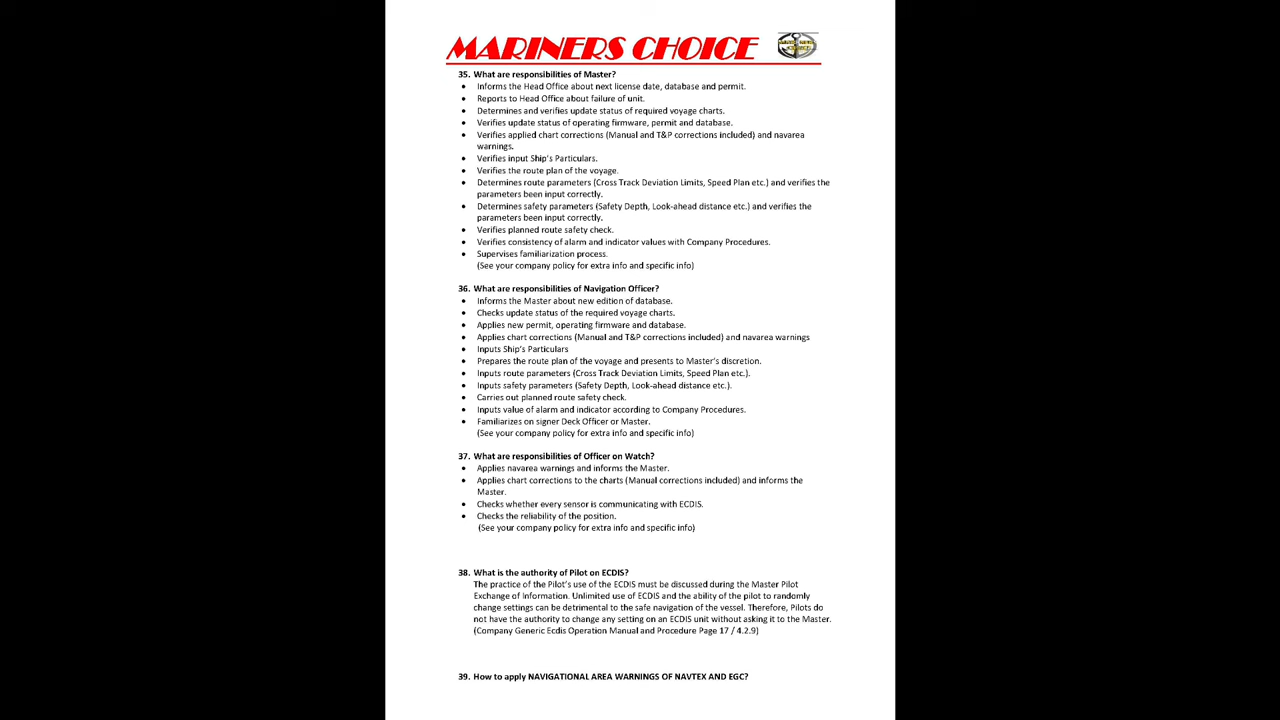 MARINERS CHOICE
35. What are responsibilities of Master?
• Informs the Head Office about next license date, database and permit.
• Reports to Head Office about failure of unit.
• Determines and verifies update status of required voyage charts.
• Verifies update status of operating firmware, permit and database.
• Verifies applied chart corrections (Manual and T&P corrections included) and navarea
warnings.
• Verifies input Ship's Particulars.
• Verifies the route plan of the voyage.
• Determines route parameters (Cross Track Deviation Limits, Speed Plan etc.) and verifies the
parameters been input correctly.
• Determines safety parameters (Safety Depth, Look-ahead distance etc.) and verifies the
parameters been input correctly.
• Verifies planned route safety check.
• Verifies consistency of alarm and indicator values with Company Procedures.
• Supervises familiarization process.
(See your company policy for extra info and specific info)
36. What are responsibilities of Navigation Officer?
• Informs the Master about new edition of database.
• Checks update status of the required voyage charts.
• Applies new permit, operating firmware and database.
• Applies chart corrections (Manual and T&P corrections included) and navarea warnings
• Inputs Ship's Particulars
• Prepares the route plan of the voyage and presents to Master's discretion.
• Inputs route parameters (Cross Track Deviation Limits, Speed Plan etc.).
• Inputs safety parameters (Safety Depth, Look-ahead distance etc.).
• Carries out planned route safety check.
• Inputs value of alarm and indicator according to Company Procedures.
• Familiarizes on signer Deck Officer or Master.
(See your company policy for extra info and specific info)
37. What are responsibilities of Officer on Watch?
• Applies navarea warnings and informs the Master.
• Applies chart corrections to the charts (Manual corrections included) and informs the
Master.
• Checks whether every sensor is communicating with ECDIS.
• Checks the reliability of the position.
(See your company policy for extra info and specific info)
38. What is the authority of Pilot on ECDIS?
The practice of the Pilot's use of the ECDIS must be discussed during the Master Pilot
Exchange of Information. Unlimited use of ECDIS and the ability of the pilot to randomly
change settings can be detrimental to the safe navigation of the vessel. Therefore, Pilots do
not have the authority to change any setting on an ECDIS unit without asking it to the Master.
(Company Generic Ecdis Operation Manual and Procedure Page 17 / 4.2.9)
39. How to apply NAVIGATIONAL AREA WARNINGS OF NAVTEX AND EGC?